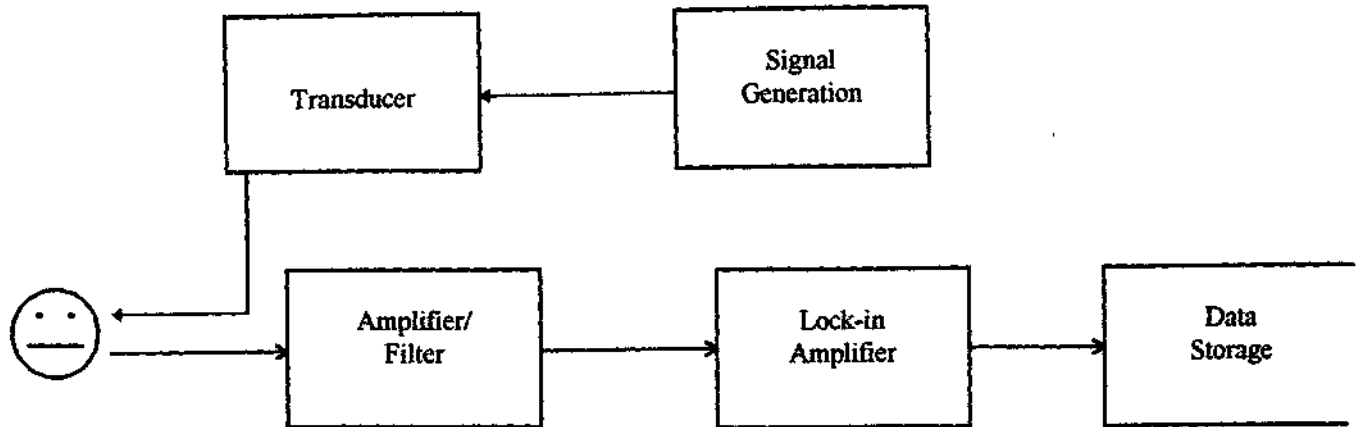 Transducer
Signal
Generation
Amplifier/
Filter
Lock-in
Amplifier
Data
Storage